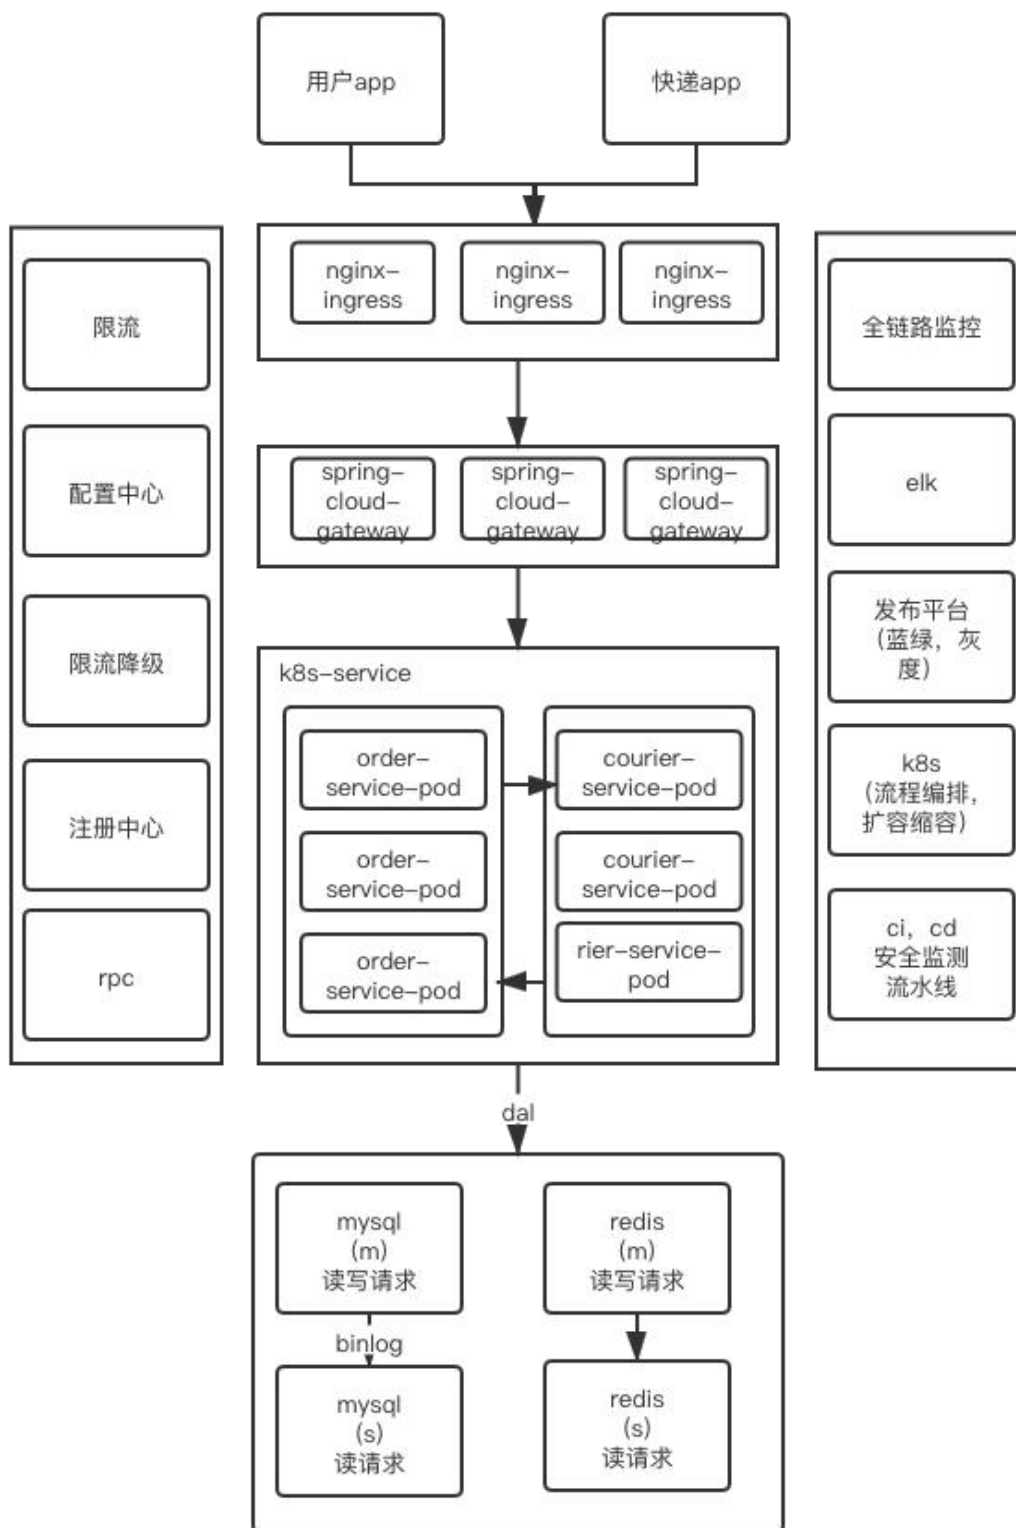 用户app
快递app
nginx-
ingress
nginx-
ingress
nginx-
ingress
spring-
cloud-
gateway
spring-
cloud-
gateway
spring-
cloud-
gateway
k8s-service
order-
service-pod
order-
service-pod
order-
service-pod
courier-
service-pod
courier-
service-pod
rier-service-
pod
dal
mysql
(m)
读写请求
binlog
mysql
(s)
读请求
redis
(m)
读写请求
redis
(s)
读请求
限流
配置中心
限流降级
注册中心
rpc
全链路监控
elk
发布平台
（蓝绿，灰
度）
k8s
（流程编排，
扩容缩容）
ci，cd
安全监测
流水线